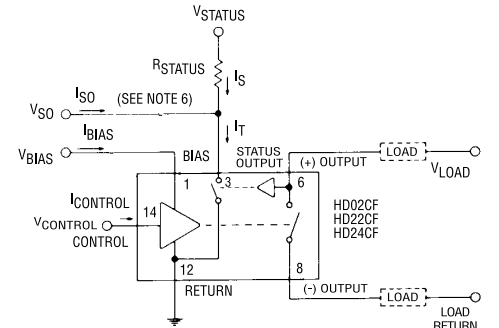 VSTATUS
RSTATUS
IS
ISO
(SEE NOTE 6)
VSO
IBIAS
IT
VBIAS
BIAS
STATUS
OUTPUT
(+) OUTPUT
LOAD
VLOAD
1
3
6
ICONTROL
14
VCONTROL
CONTROL
HD02CF
HD22CF
HD24CF
12
8
RETURN
(-) OUTPUT
LOAD
LOAD
RETURN